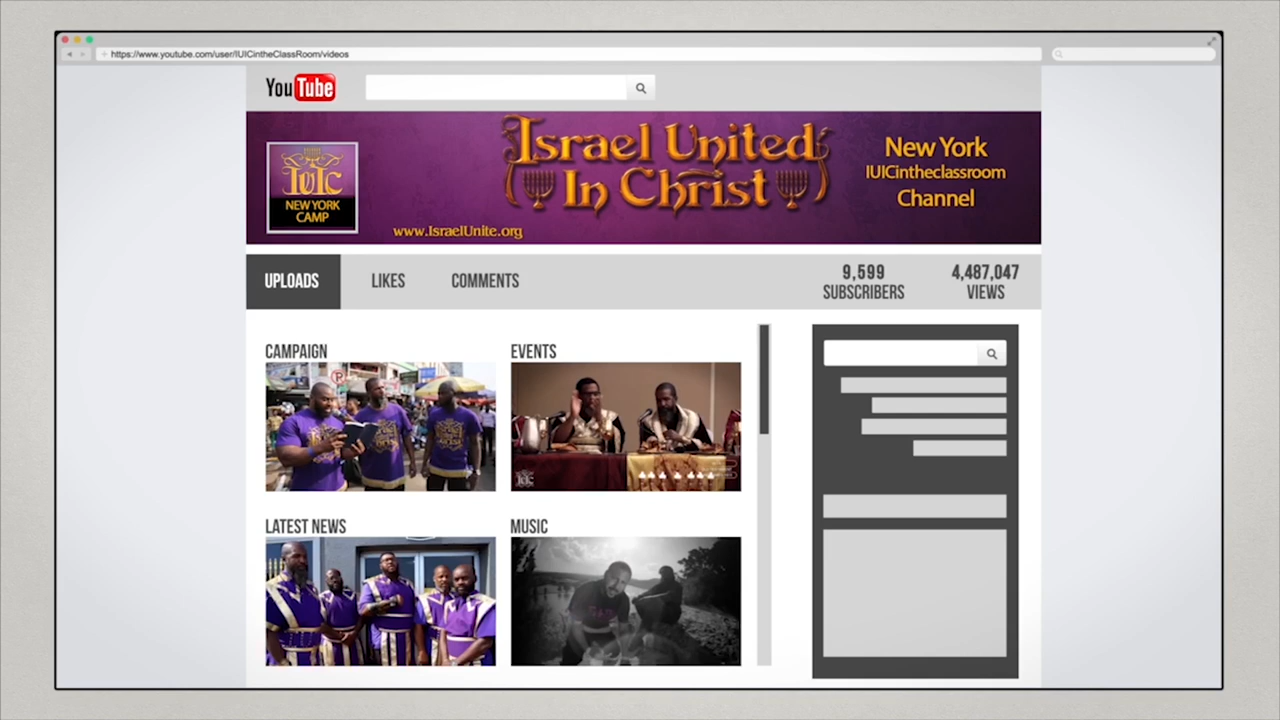 https://www.youtube.com/user/IUICintheClassRoom/videos
YouTube
Israel United
In Christ
New York
IUICintheclassroom
Channel
IUIC
NEW YORK
CAMP
www.IsraelUnite.org
UPLOADS
LIKES
COMMENTS
9,599
SUBSCRIBERS
4,487,047
VIEWS
CAMPAIGN
EVENTS
IUIC
LATEST NEWS
MUSIC